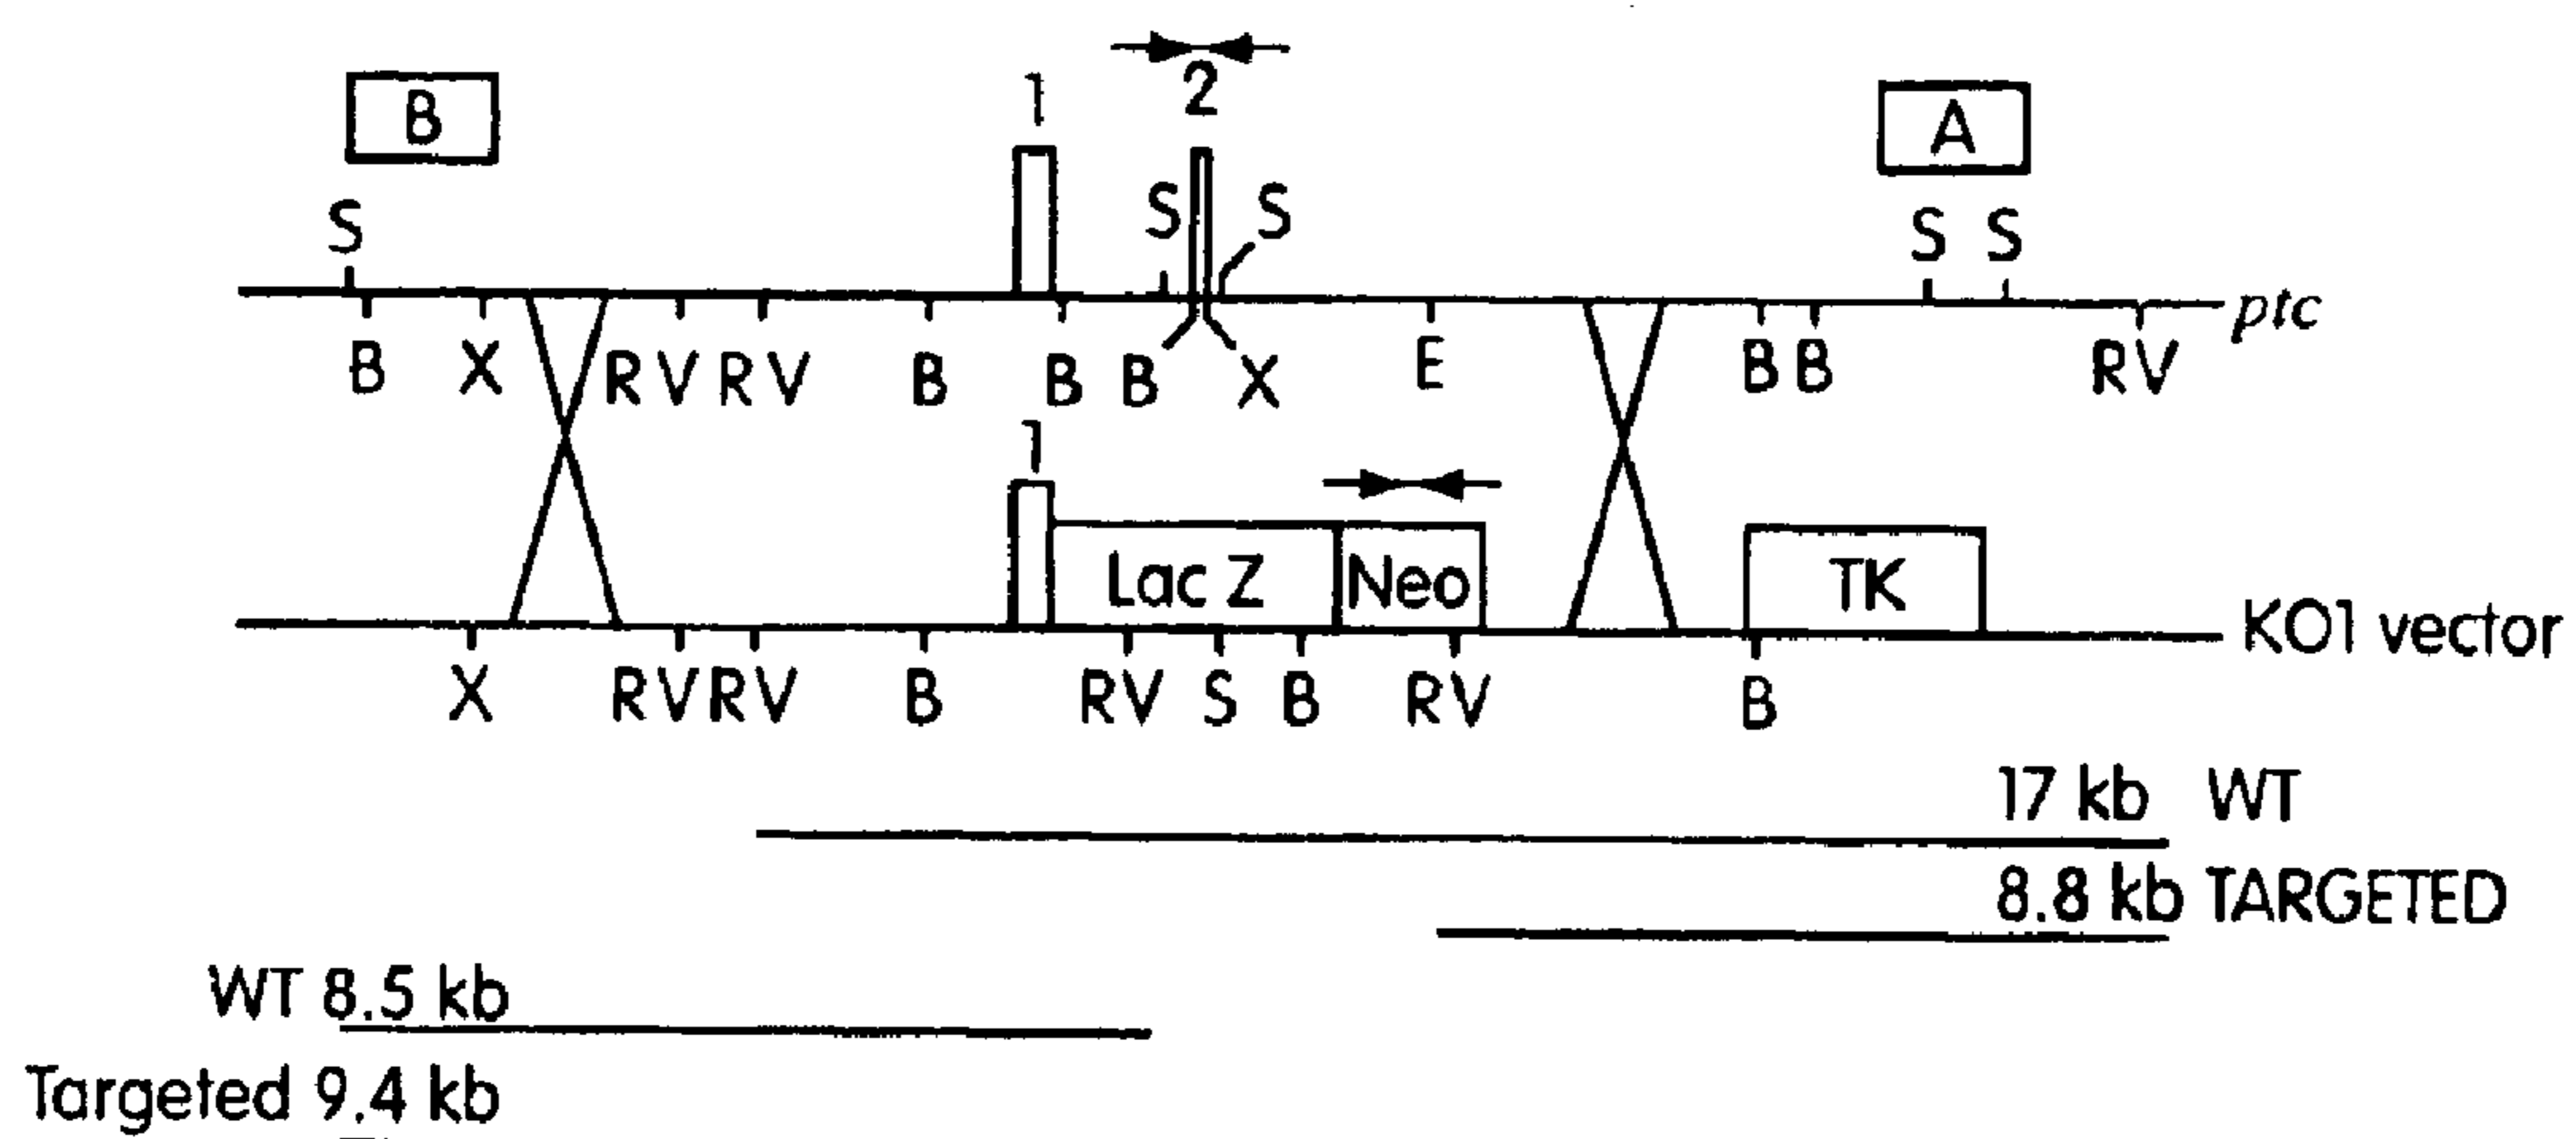 B 1 2 A
S S S S S
B X RV RV B B B X E B B RV ptc
1
Lac Z Neo TK
KO1 vector
X RV RV B RV S B RV B
17 kb WT
8.8 kb TARGETED
WT 8.5 kb
Targeted 9.4 kb